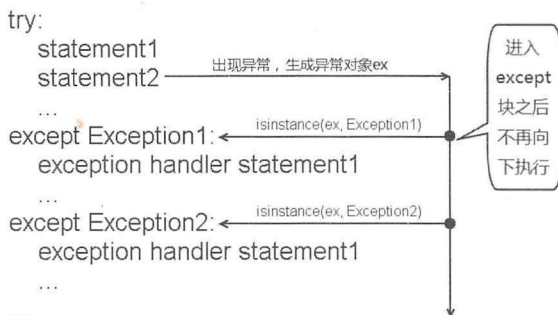 try:
statement1
statement2
出现异常，生成异常对象ex
...
except Exception1:
isinstance(ex, Exception1)
exception handler statement1
...
except Exception2:
isinstance(ex, Exception2)
exception handler statement1
...
进入
except
块之后
不再向
下执行